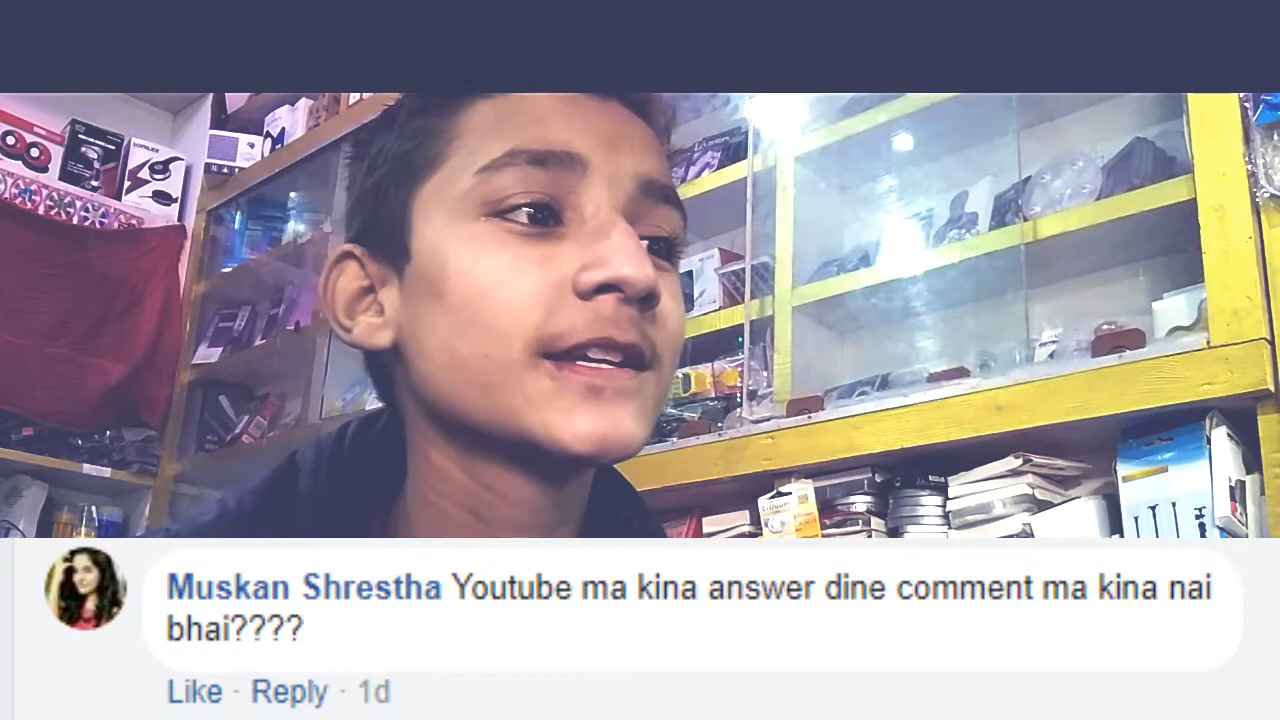 Muskan Shrestha Youtube ma kina answer dine comment ma kina nai
bhai????
Like · Reply · 1d